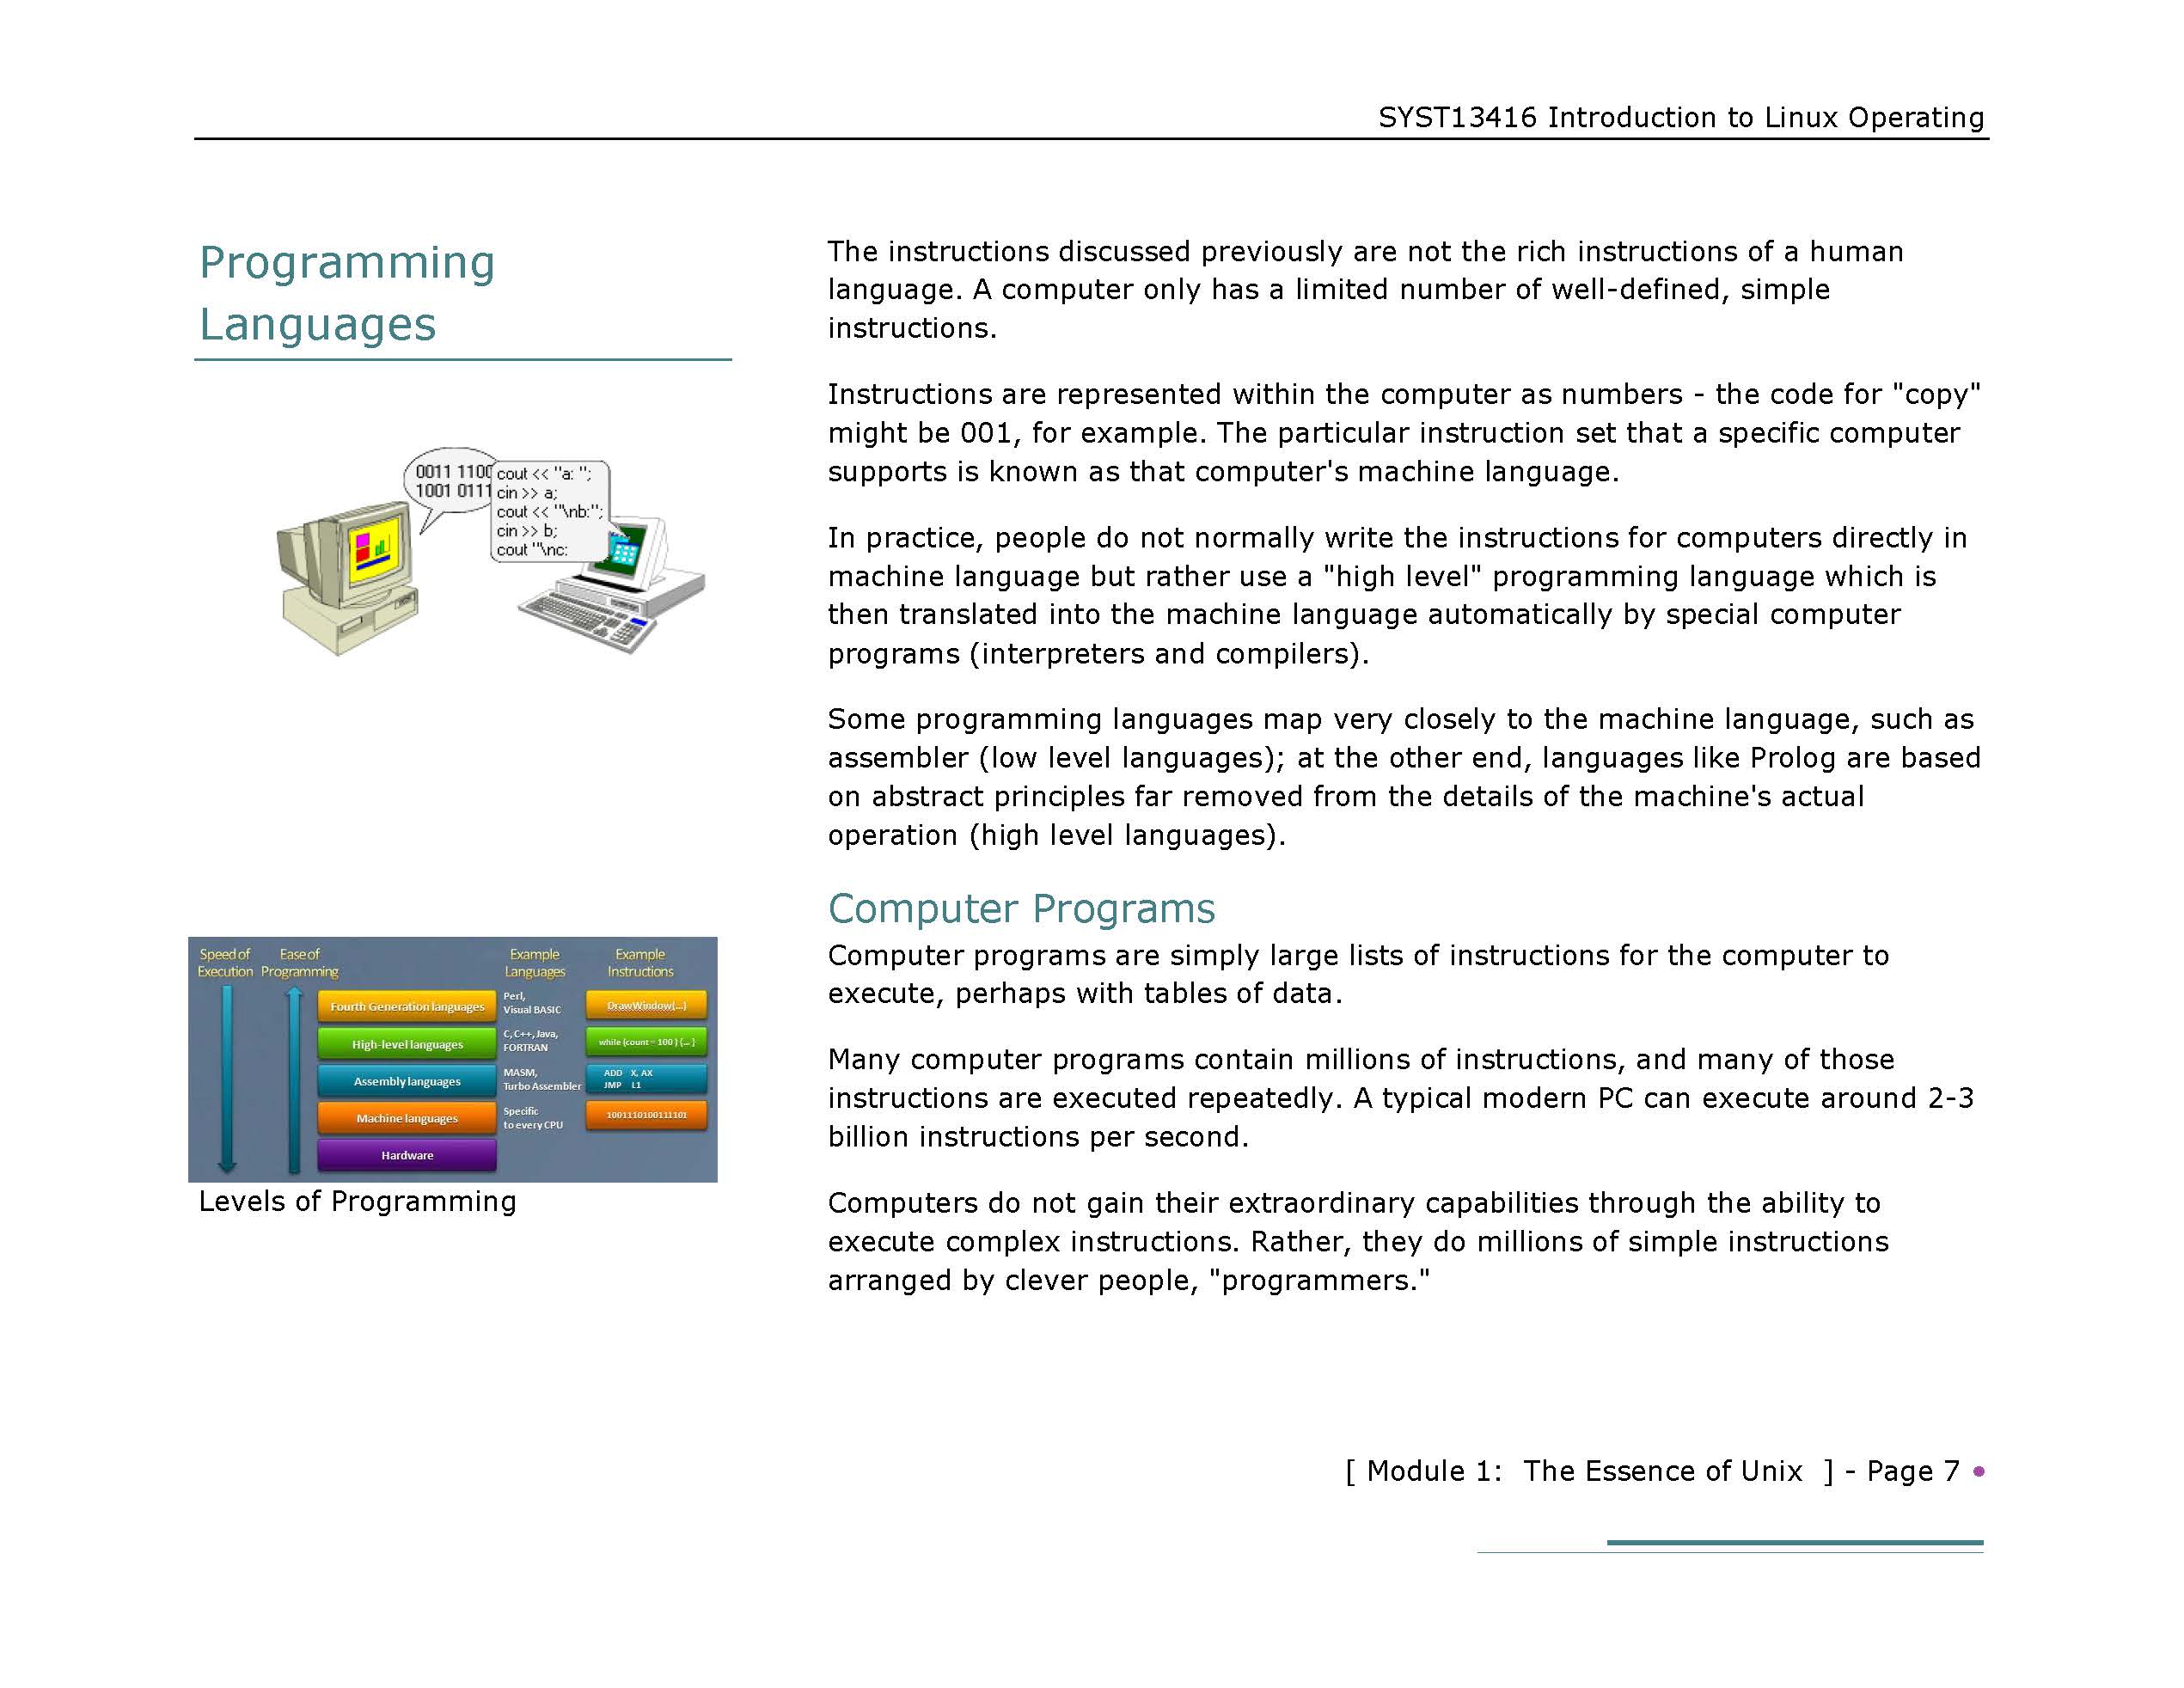 SYST13416 Introduction to Linux Operating
Programming
Languages
0011 1100
1001 0111
cout << "a: ";
cin >> a;
cout << "\nb:";
cin >> b;
cout "\nc:
The instructions discussed previously are not the rich instructions of a human
language. A computer only has a limited number of well-defined, simple
instructions.
Instructions are represented within the computer as numbers - the code for "copy"
might be 001, for example. The particular instruction set that a specific computer
supports is known as that computer's machine language.
In practice, people do not normally write the instructions for computers directly in
machine language but rather use a "high level" programming language which is
then translated into the machine language automatically by special computer
programs (interpreters and compilers).
Some programming languages map very closely to the machine language, such as
assembler (low level languages); at the other end, languages like Prolog are based
on abstract principles far removed from the details of the machine's actual
operation (high level languages).
Speed of Execution
Ease of Programming
Example Languages
Example Instructions
Fourth Generation languages
Perl,
Visual BASIC
DrawWindow(...)
High-level languages
C, C++, Java,
FORTRAN
while (count ~ 100 ) {... }
Assembly languages
MASM,
Turbo Assembler
ADD X, AX
JMP L1
Machine languages
Specific
to every CPU
1001110100111101
Hardware
Levels of Programming
Computer Programs
Computer programs are simply large lists of instructions for the computer to
execute, perhaps with tables of data.
Many computer programs contain millions of instructions, and many of those
instructions are executed repeatedly. A typical modern PC can execute around 2-3
billion instructions per second.
Computers do not gain their extraordinary capabilities through the ability to
execute complex instructions. Rather, they do millions of simple instructions
arranged by clever people, "programmers."
[ Module 1: The Essence of Unix ] - Page 7 •